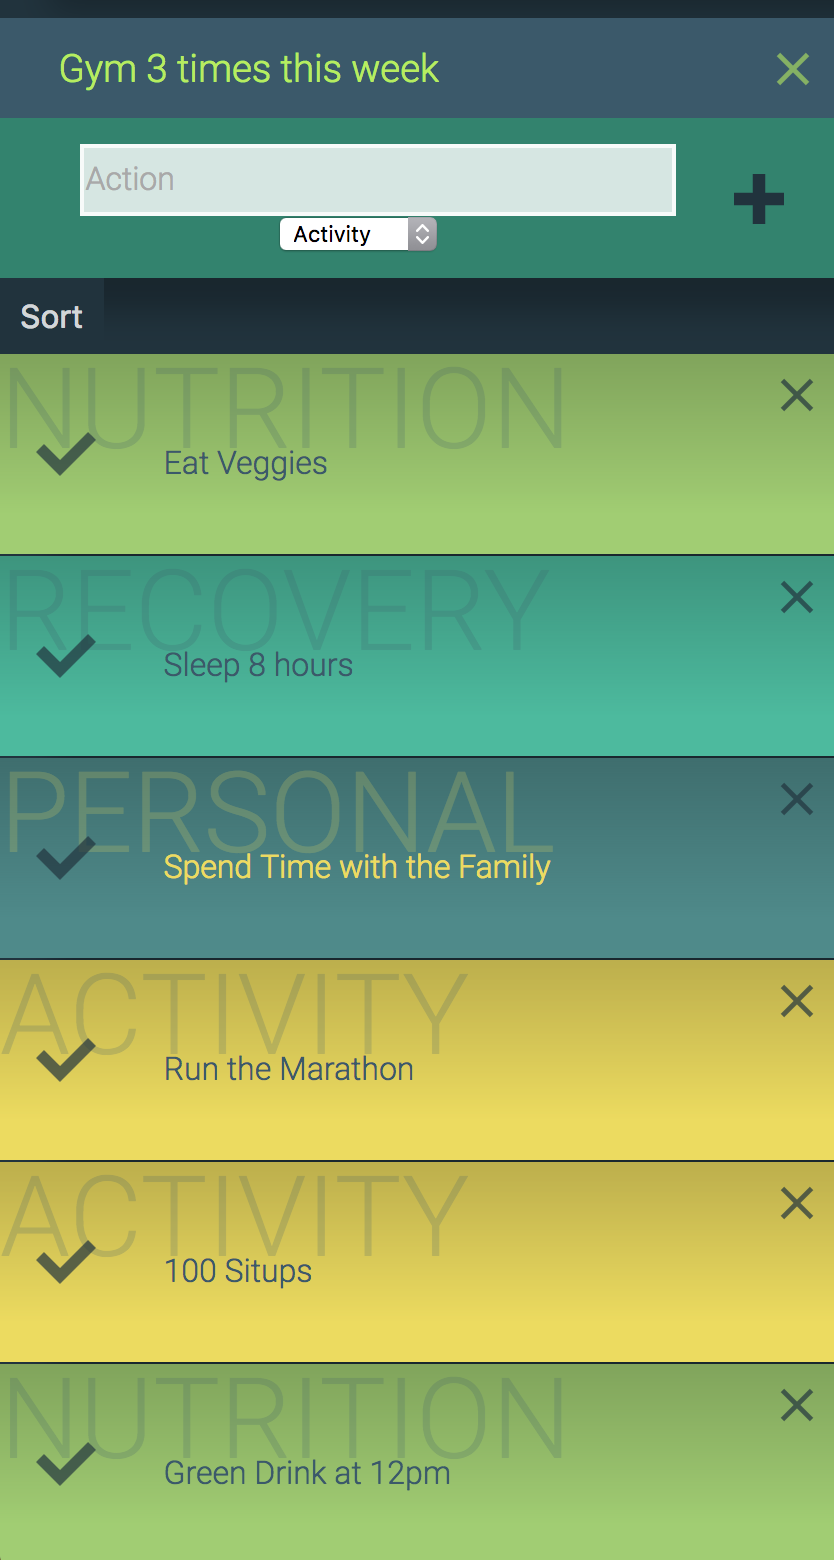 Gym 3 times this week
Action
Activity
Sort
NUTRITION
Eat Veggies
RECOVERY
Sleep 8 hours
PERSONAL
Spend Time with the Family
ACTIVITY
Run the Marathon
ACTIVITY
100 Situps
NUTRITION
Green Drink at 12pm